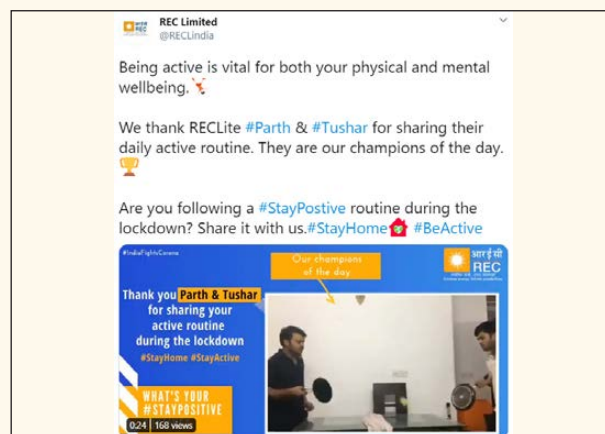 REC Limited
@RECLindia
Being active is vital for both your physical and mental
wellbeing.
We thank RECLite #Parth & #Tushar for sharing their
daily active routine. They are our champions of the day.
Are you following a #StayPostive routine during the
lockdown? Share it with us.#StayHome #BeActive
#IndiaFightsCorona
Our champions
of the day
आर ई सी
REC
Thank you Parth & Tushar
for sharing your
active routine
during the lockdown
#StayHome #StayActive
WHAT'S YOUR
#STAYPOSITIVE
0:24 168 views